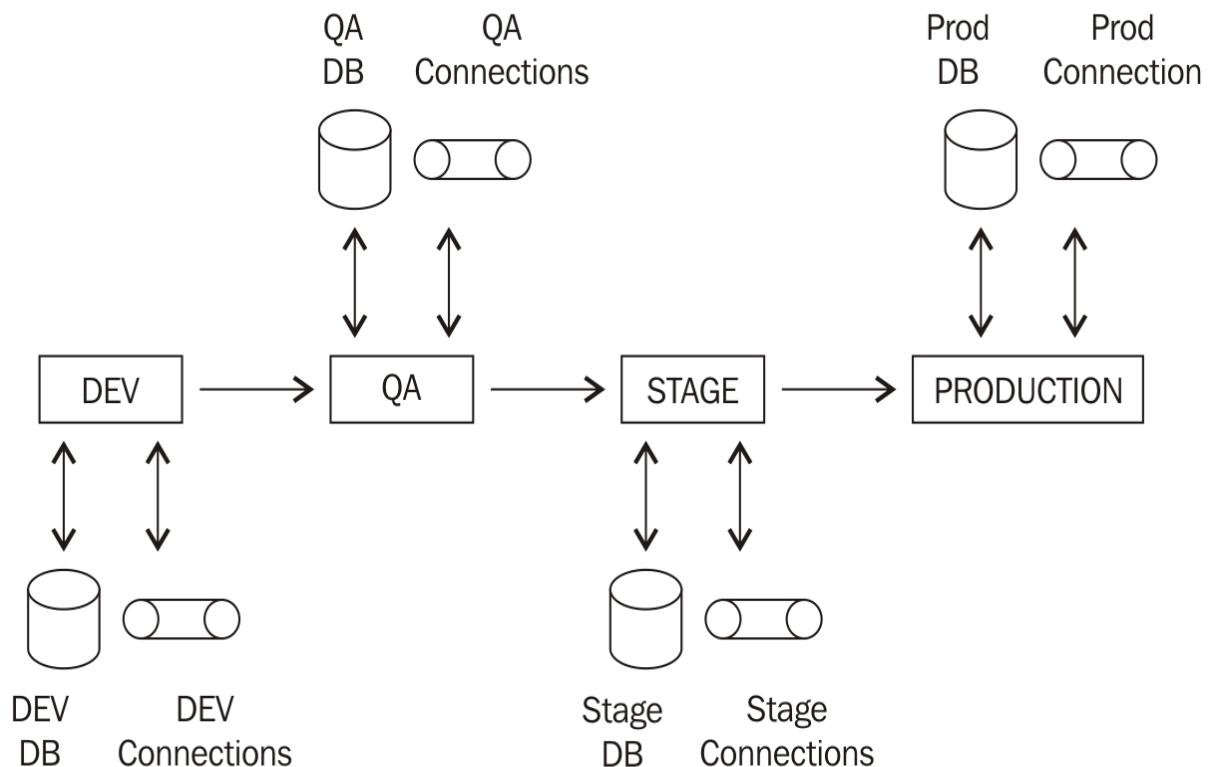 QA
DB
QA
Connections
Prod
DB
Prod
Connection
DEV
QA
STAGE
PRODUCTION
DEV
DB
DEV
Connections
Stage
DB
Stage
Connections